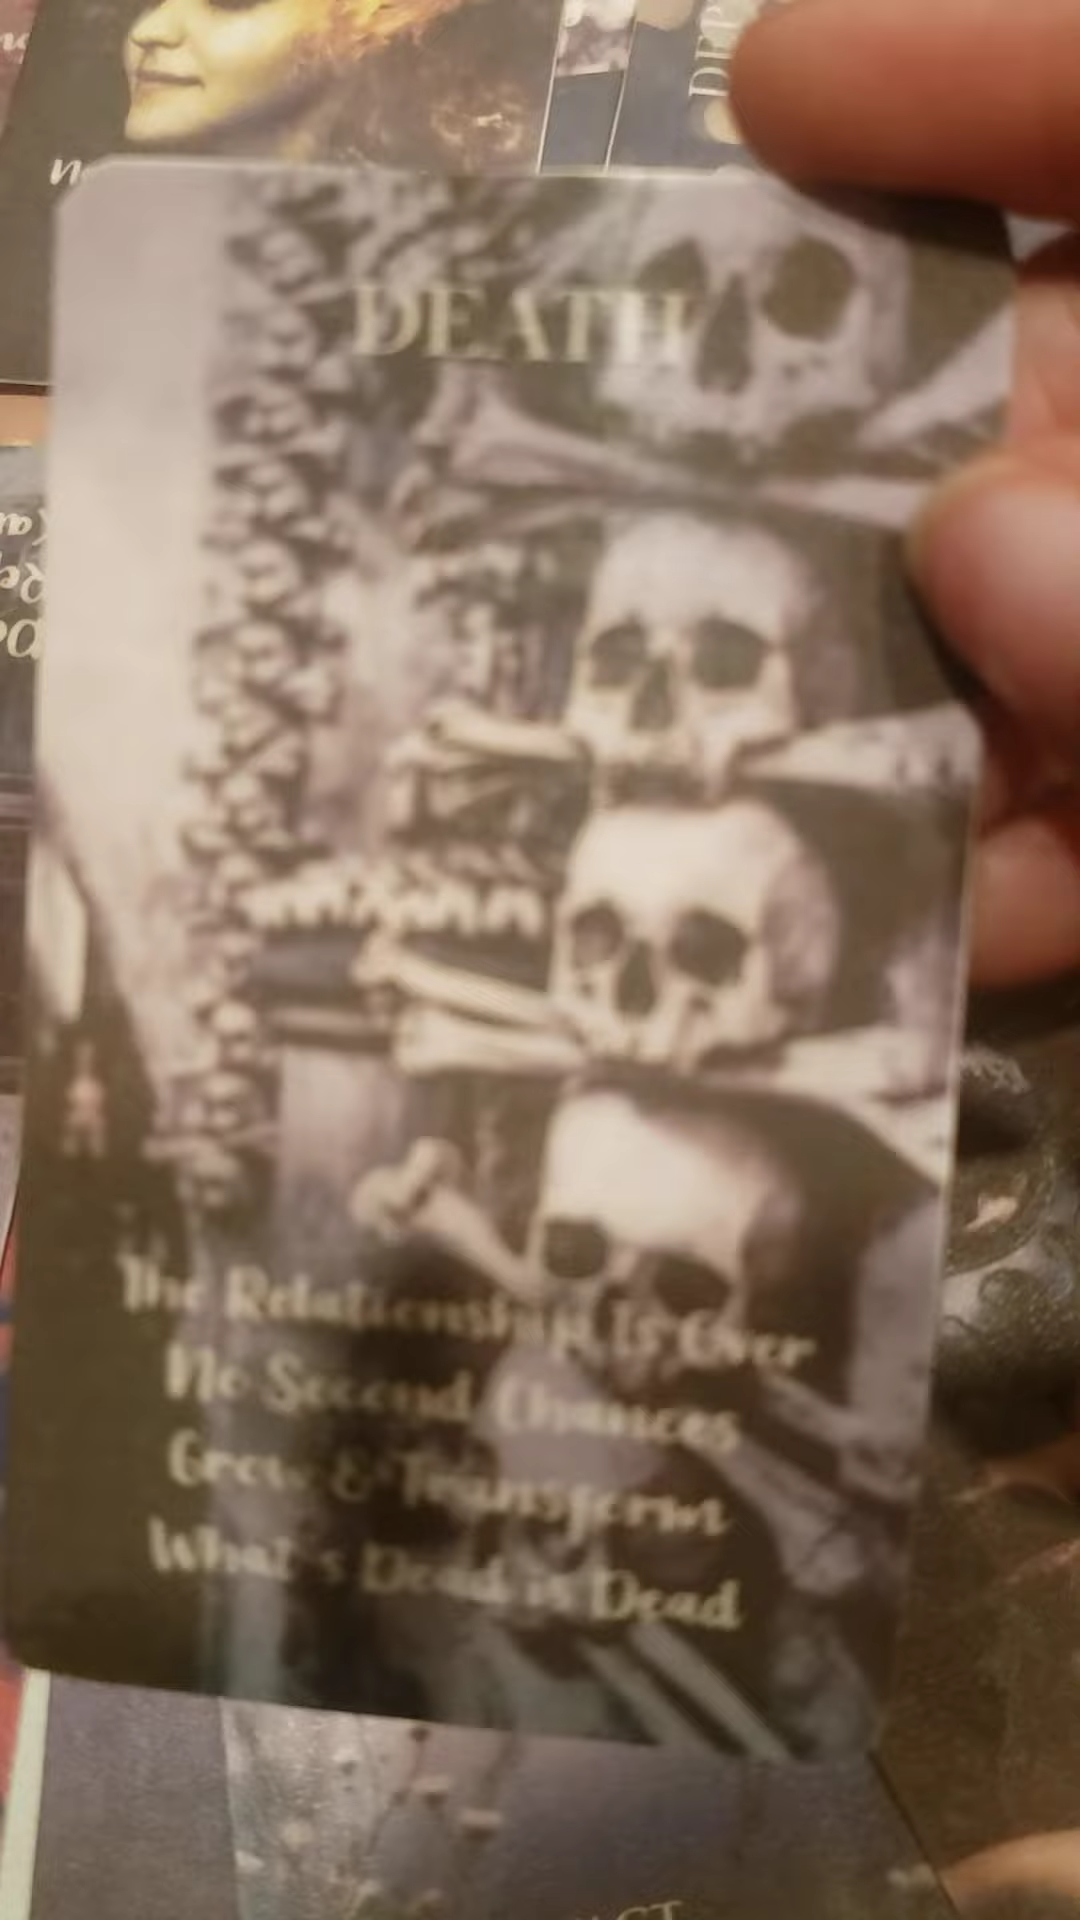 DEATH
The Relationship Is Over
No Second Chances
Grow & Transform
What's Dead is Dead